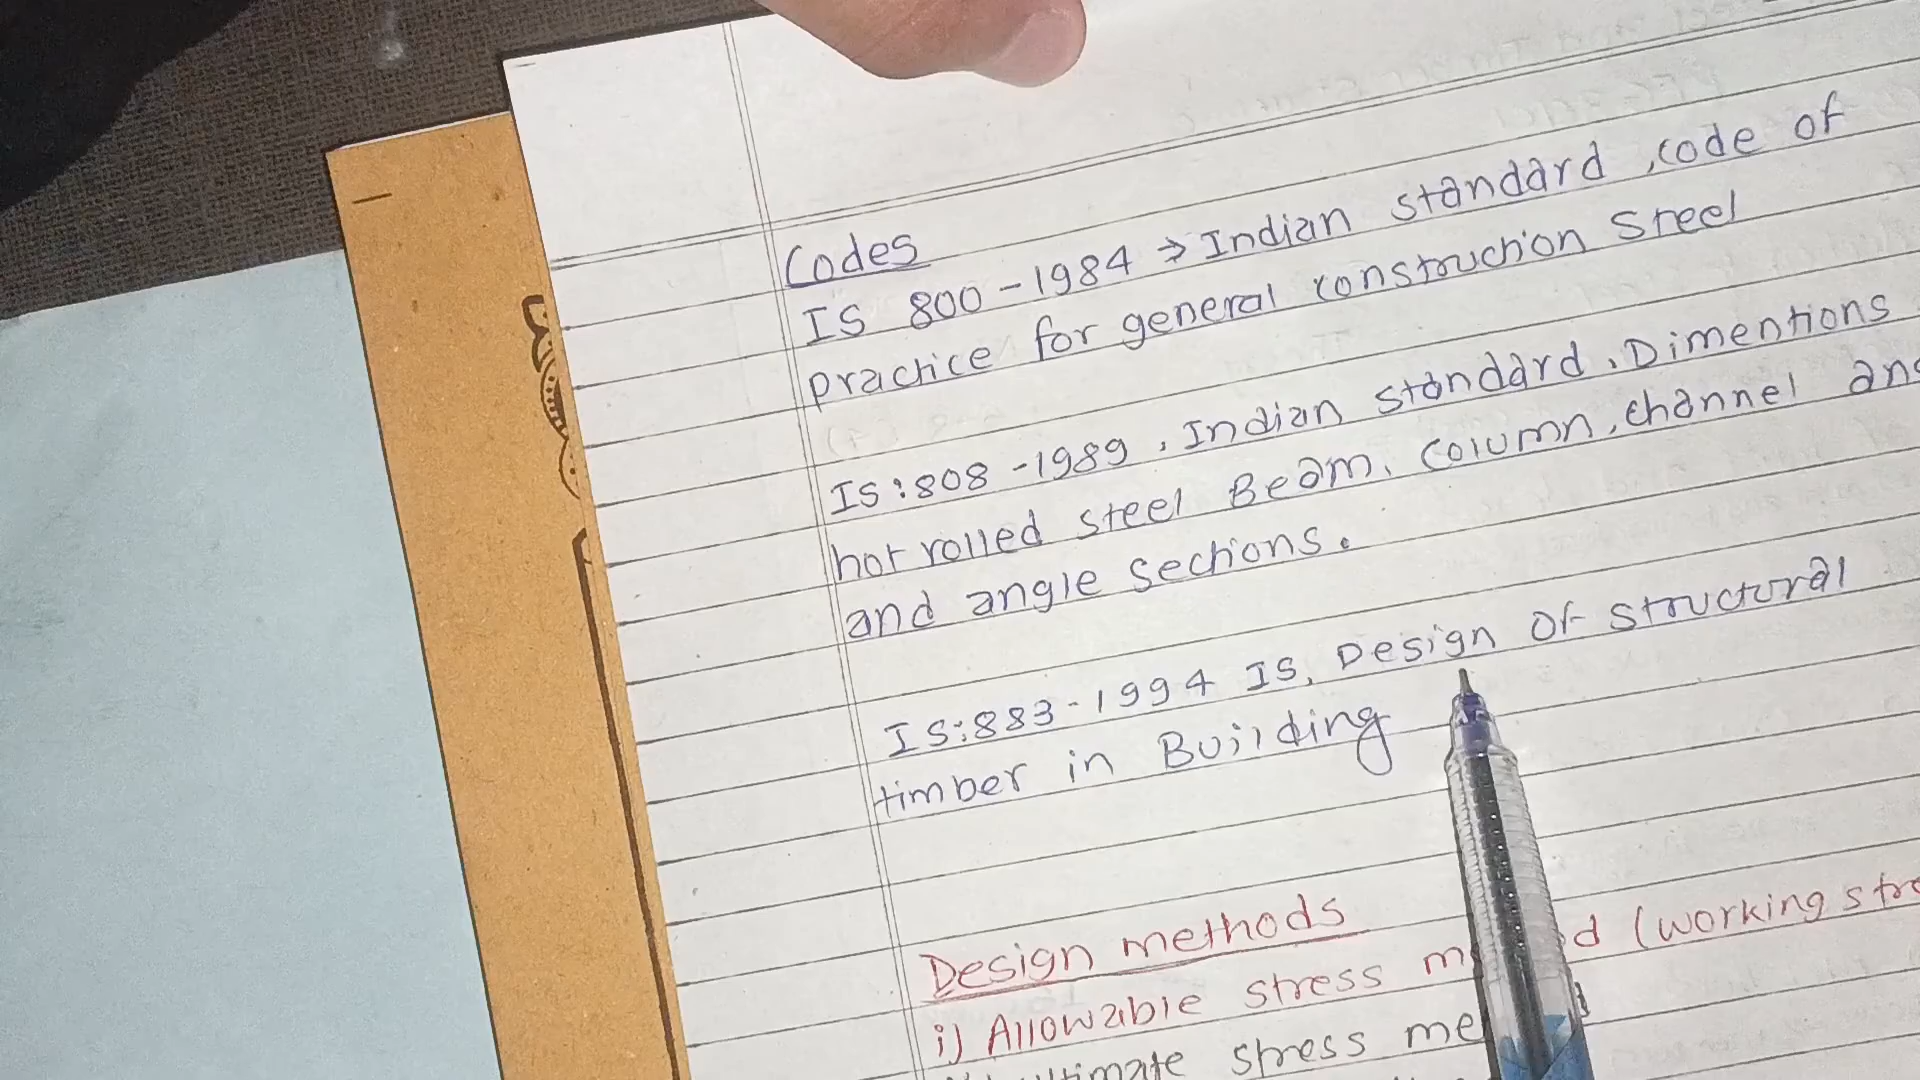 Codes
IS 800-1984 → Indian standard, code of
practice for general construction Steel
IS:808-1989, Indian standard, Dimentions
hot rolled steel Beam, column, channel and
and angle sections.
IS:883-1994 IS, Design Of structural
timber in Building
Design methods
i) Allowable stress (working stre
stress